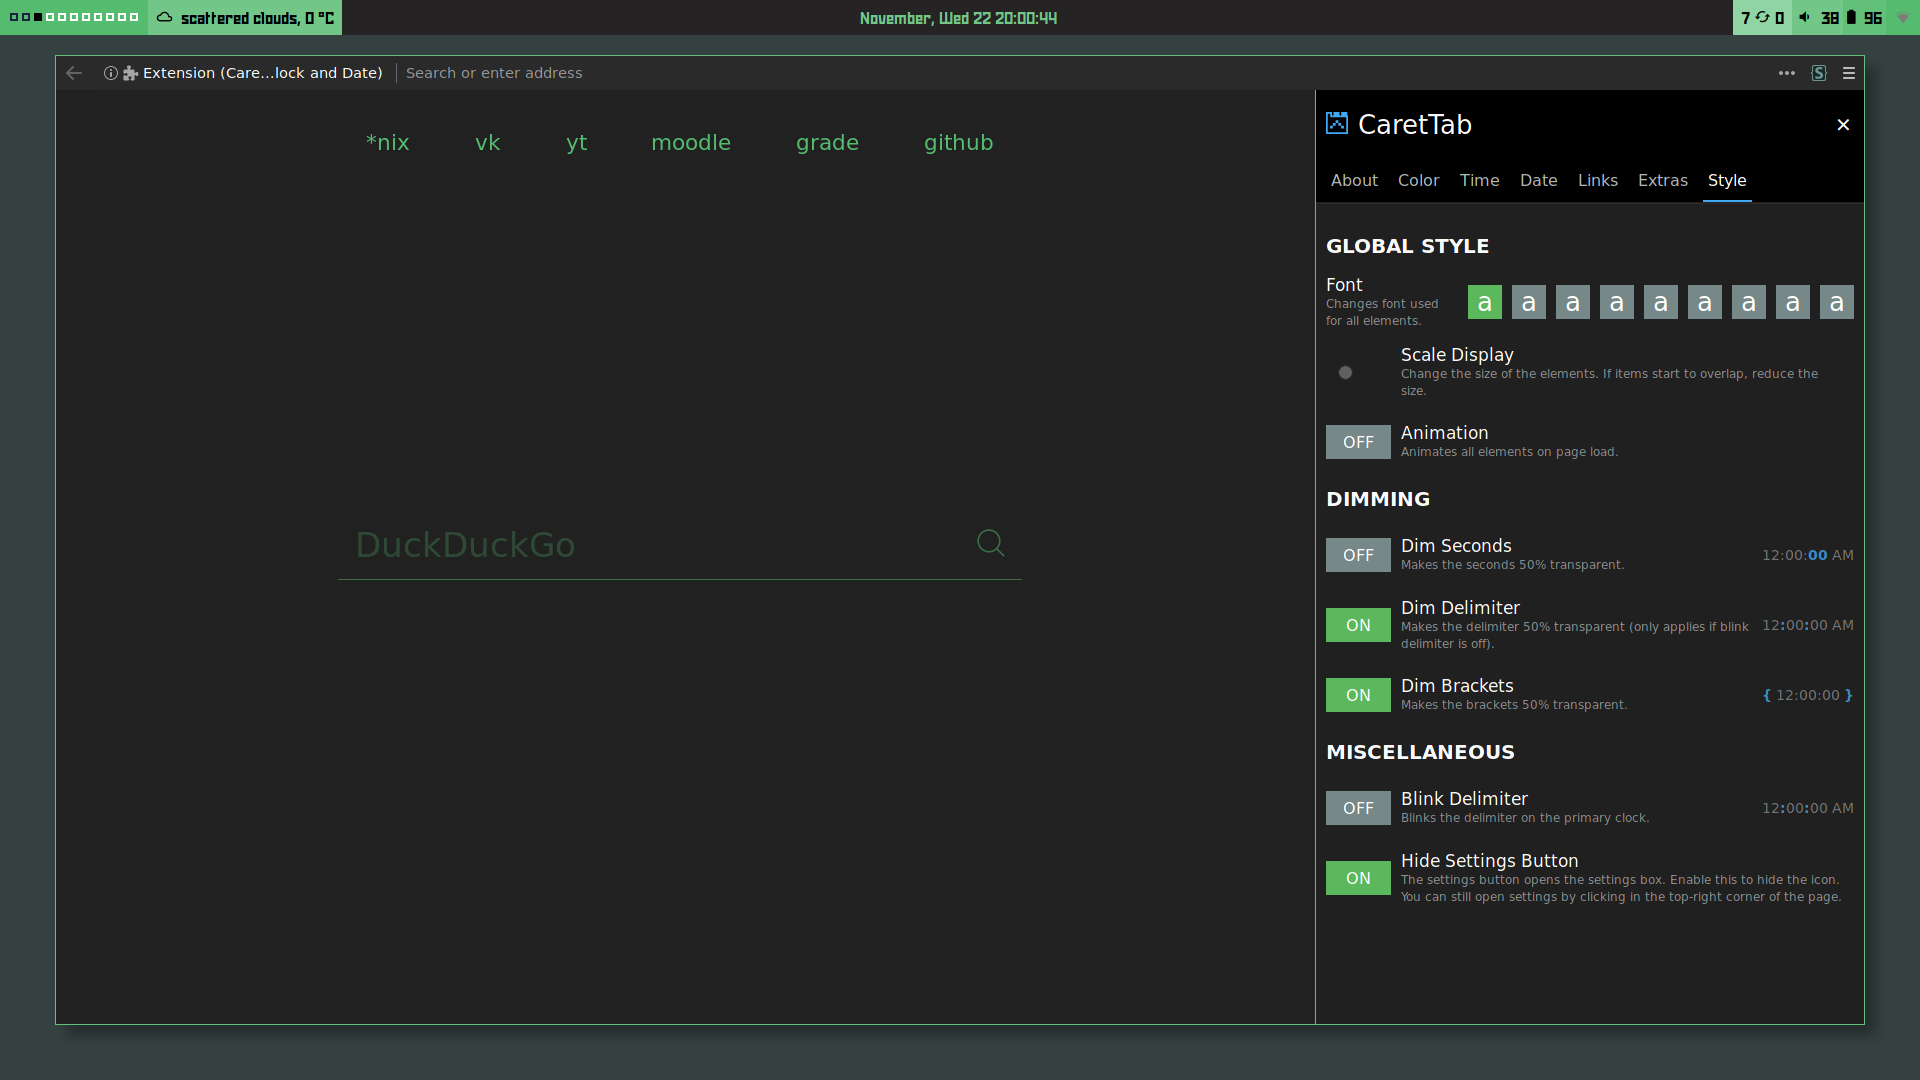 scattered clouds, 0 °C
November, Wed 22 20:00:44
7 0 38 96
Extension (Care...lock and Date)
Search or enter address
*nix vk yt moodle grade github
DuckDuckGo
CaretTab
About Color Time Date Links Extras Style
GLOBAL STYLE
Font
Changes font used
for all elements.
a a a a a a a a a
Scale Display
Change the size of the elements. If items start to overlap, reduce the
size.
OFF
Animation
Animates all elements on page load.
DIMMING
OFF
Dim Seconds
Makes the seconds 50% transparent.
12:00:00 AM
ON
Dim Delimiter
Makes the delimiter 50% transparent (only applies if blink
delimiter is off).
12:00:00 AM
ON
Dim Brackets
Makes the brackets 50% transparent.
{ 12:00:00 }
MISCELLANEOUS
OFF
Blink Delimiter
Blinks the delimiter on the primary clock.
12:00:00 AM
ON
Hide Settings Button
The settings button opens the settings box. Enable this to hide the icon.
You can still open settings by clicking in the top-right corner of the page.